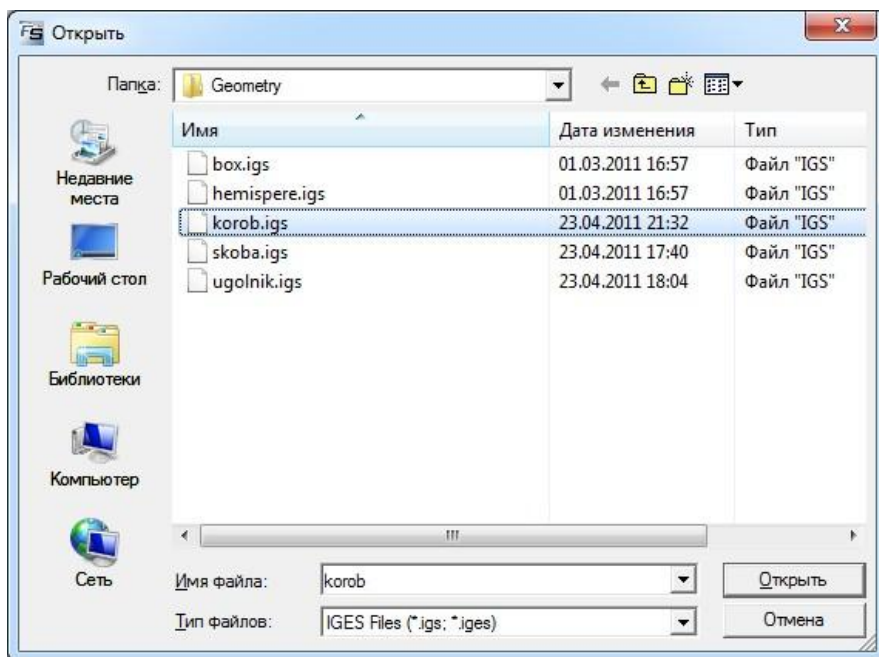 FS Открыть
Папка: Geometry
Имя Дата изменения Тип
box.igs 01.03.2011 16:57 Файл "IGS"
hemispere.igs 01.03.2011 16:57 Файл "IGS"
korob.igs 23.04.2011 21:32 Файл "IGS"
skoba.igs 23.04.2011 17:40 Файл "IGS"
ugolnik.igs 23.04.2011 18:04 Файл "IGS"
Недавние
места
Рабочий стол
Библиотеки
Компьютер
Сеть
Имя файла: korob Открыть
Тип файлов: IGES Files (*.igs; *.iges) Отмена